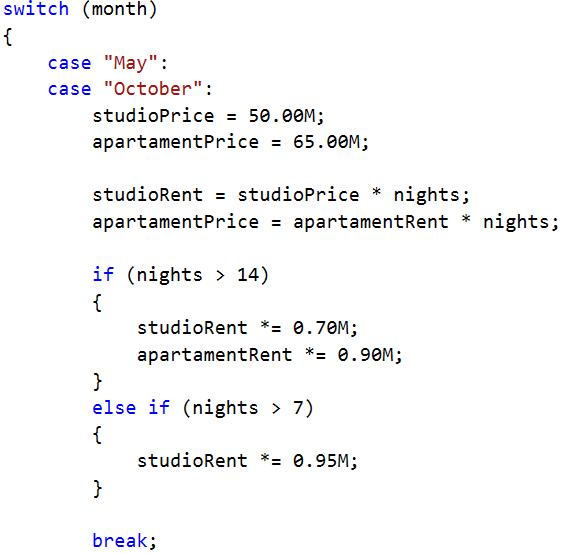 switch (month)
{
    case "May":
    case "October":
        studioPrice = 50.00M;
        apartamentPrice = 65.00M;

        studioRent = studioPrice * nights;
        apartamentPrice = apartamentRent * nights;

        if (nights > 14)
        {
            studioRent *= 0.70M;
            apartamentRent *= 0.90M;
        }
        else if (nights > 7)
        {
            studioRent *= 0.95M;
        }

        break;